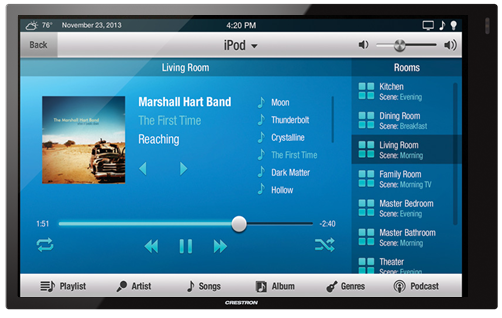 76° November 23, 2013 4:20 PM
Back iPod
Living Room Rooms
Marshall Hart Band
The First Time
Reaching
Moon
Thunderbolt
Crystalline
The First Time
Dark Matter
Hollow
1:51 -2:40
Kitchen
Scene: Evening
Dining Room
Scene: Breakfast
Living Room
Scene: Morning
Family Room
Scene: Morning TV
Master Bedroom
Scene: Evening
Master Bathroom
Scene: Morning
Theater
Playlist Artist Songs Album Genres Podcast
CRESTRON